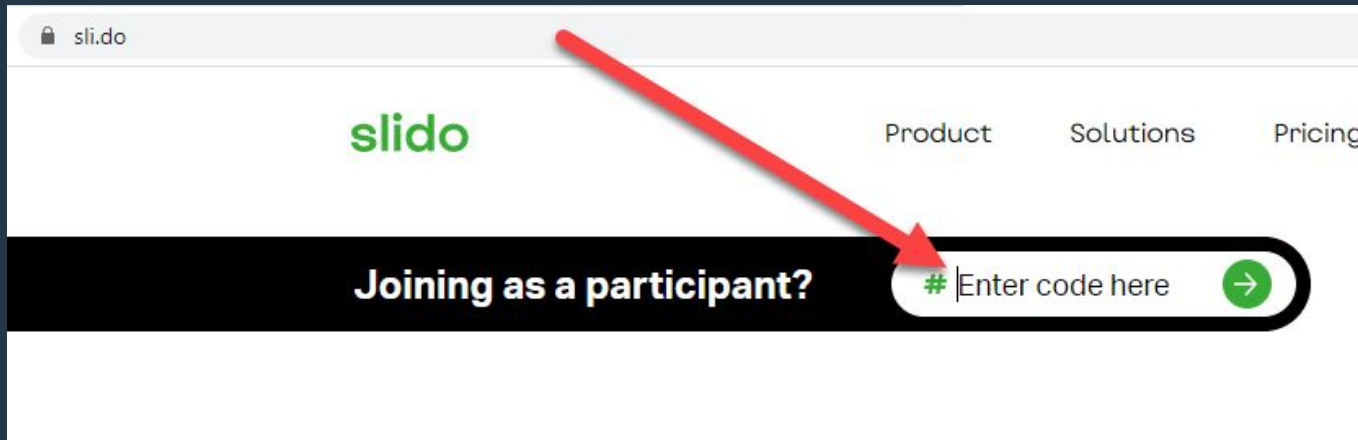 sli.do
slido
Product Solutions Pricing
Joining as a participant?
# Enter code here